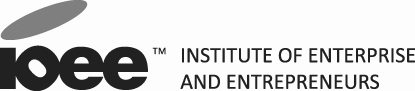 ioee™ INSTITUTE OF ENTERPRISE
AND ENTREPRENEURS